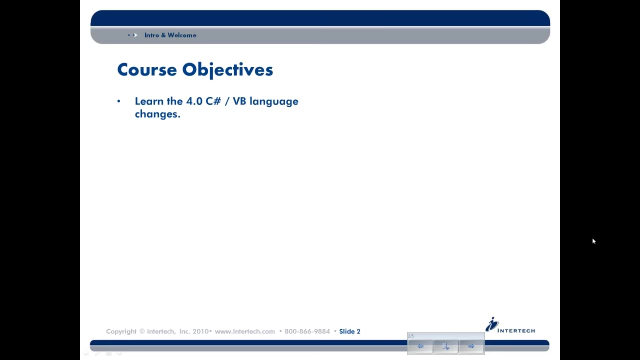 Intro & Welcome
Course Objectives
• Learn the 4.0 C# / VB language
changes.
Copyright © Intertech, Inc. 2010• www.Intertech.com • 800-866-9884 • Slide 2
INTERTECH